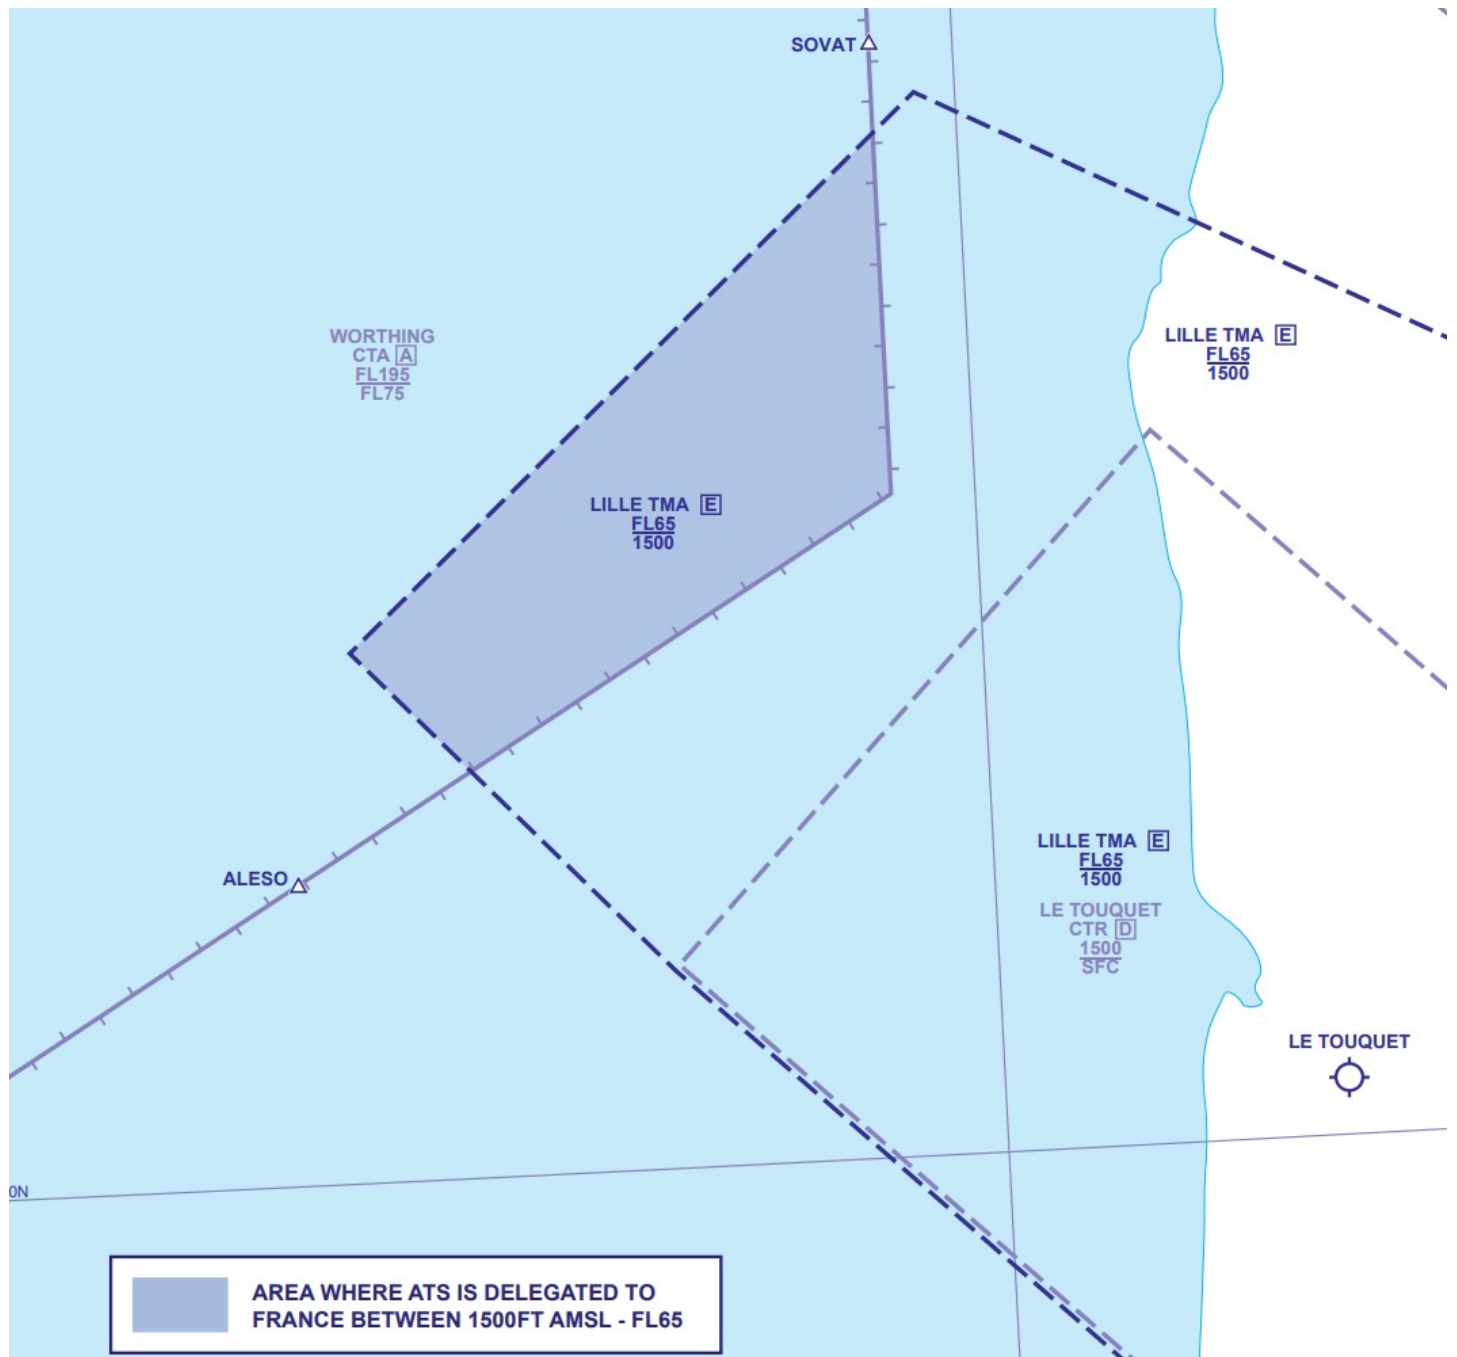 SOVAT
WORTHING
CTA A
FL195
FL75
LILLE TMA E
FL65
1500
LILLE TMA E
FL65
1500
ALESO
LILLE TMA E
FL65
1500
LE TOUQUET
CTR D
1500
SFC
LE TOUQUET
0N
AREA WHERE ATS IS DELEGATED TO
FRANCE BETWEEN 1500FT AMSL - FL65